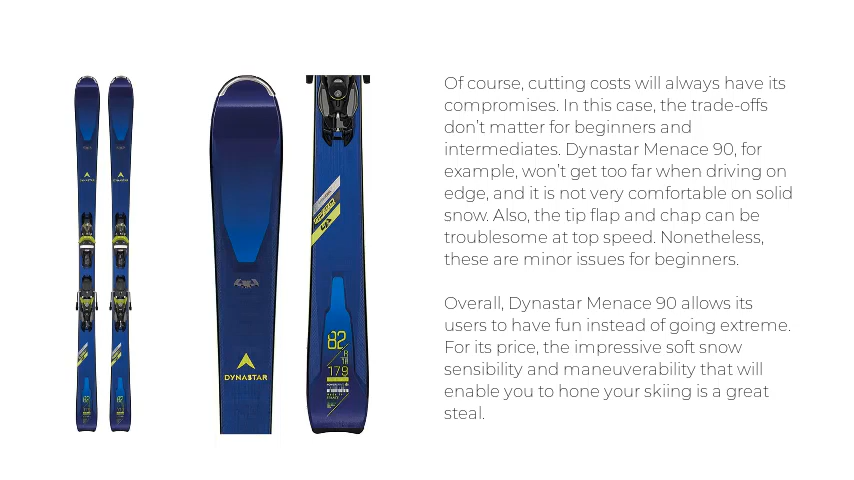 DYNASTAR
82
179
Of course, cutting costs will always have its
compromises. In this case, the trade-offs
don't matter for beginners and
intermediates. Dynastar Menace 90, for
example, won't get too far when driving on
edge, and it is not very comfortable on solid
snow. Also, the tip flap and chap can be
troublesome at top speed. Nonetheless,
these are minor issues for beginners.
Overall, Dynastar Menace 90 allows its
users to have fun instead of going extreme.
For its price, the impressive soft snow
sensibility and maneuverability that will
enable you to hone your skiing is a great
steal.